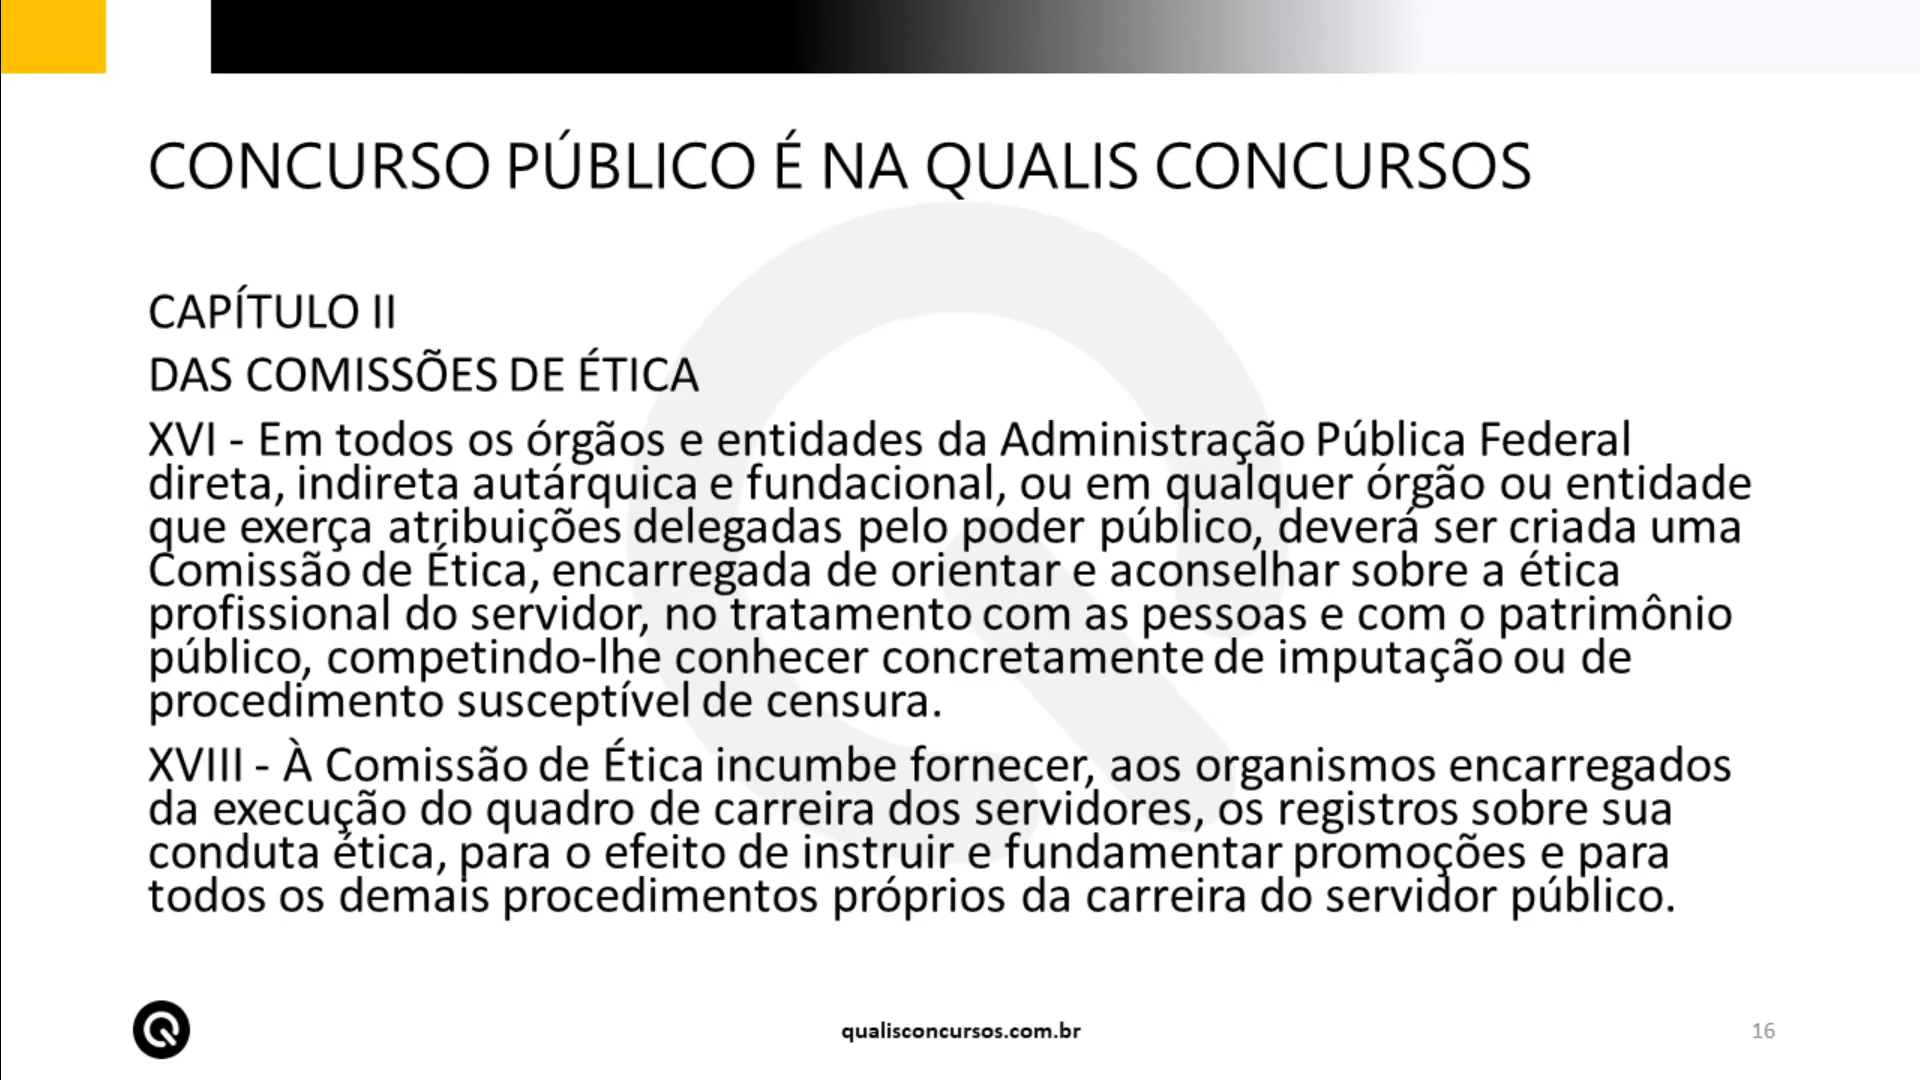 CONCURSO PÚBLICO É NA QUALIS CONCURSOS
CAPÍTULO II
DAS COMISSÕES DE ÉTICA
XVI - Em todos os órgãos e entidades da Administração Pública Federal
direta, indireta autárquica e fundacional, ou em qualquer órgão ou entidade
que exerça atribuições delegadas pelo poder público, deverá ser criada uma
Comissão de Ética, encarregada de orientar e aconselhar sobre a ética
profissional do servidor, no tratamento com as pessoas e com o patrimônio
público, competindo-lhe conhecer concretamente de imputação ou de
procedimento susceptível de censura.
XVIII - À Comissão de Ética incumbe fornecer, aos organismos encarregados
da execução do quadro de carreira dos servidores, os registros sobre sua
conduta ética, para o efeito de instruir e fundamentar promoções e para
todos os demais procedimentos próprios da carreira do servidor público.
qualisconcursos.com.br
16